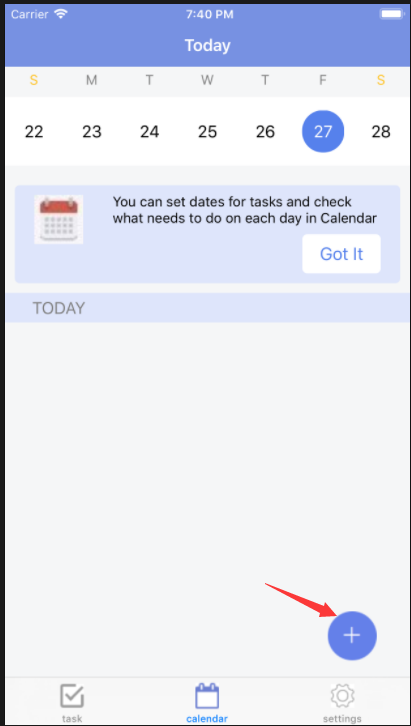 Carrier 7:40 PM
Today
S M T W T F S
22 23 24 25 26 27 28
You can set dates for tasks and check
what needs to do on each day in Calendar
Got It
TODAY
+
task calendar settings